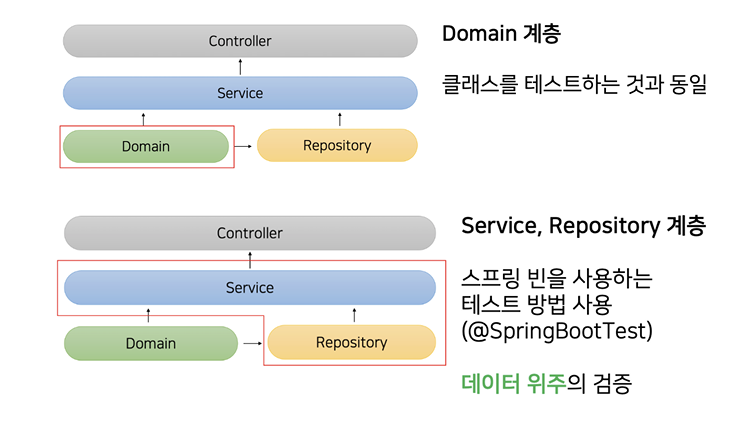 Controller
Domain 계층
Service
클래스를 테스트하는 것과 동일
Domain
Repository
Controller
Service, Repository 계층
Service
스프링 빈을 사용하는
테스트 방법 사용
(@SpringBootTest)
Domain
Repository
데이터 위주의 검증